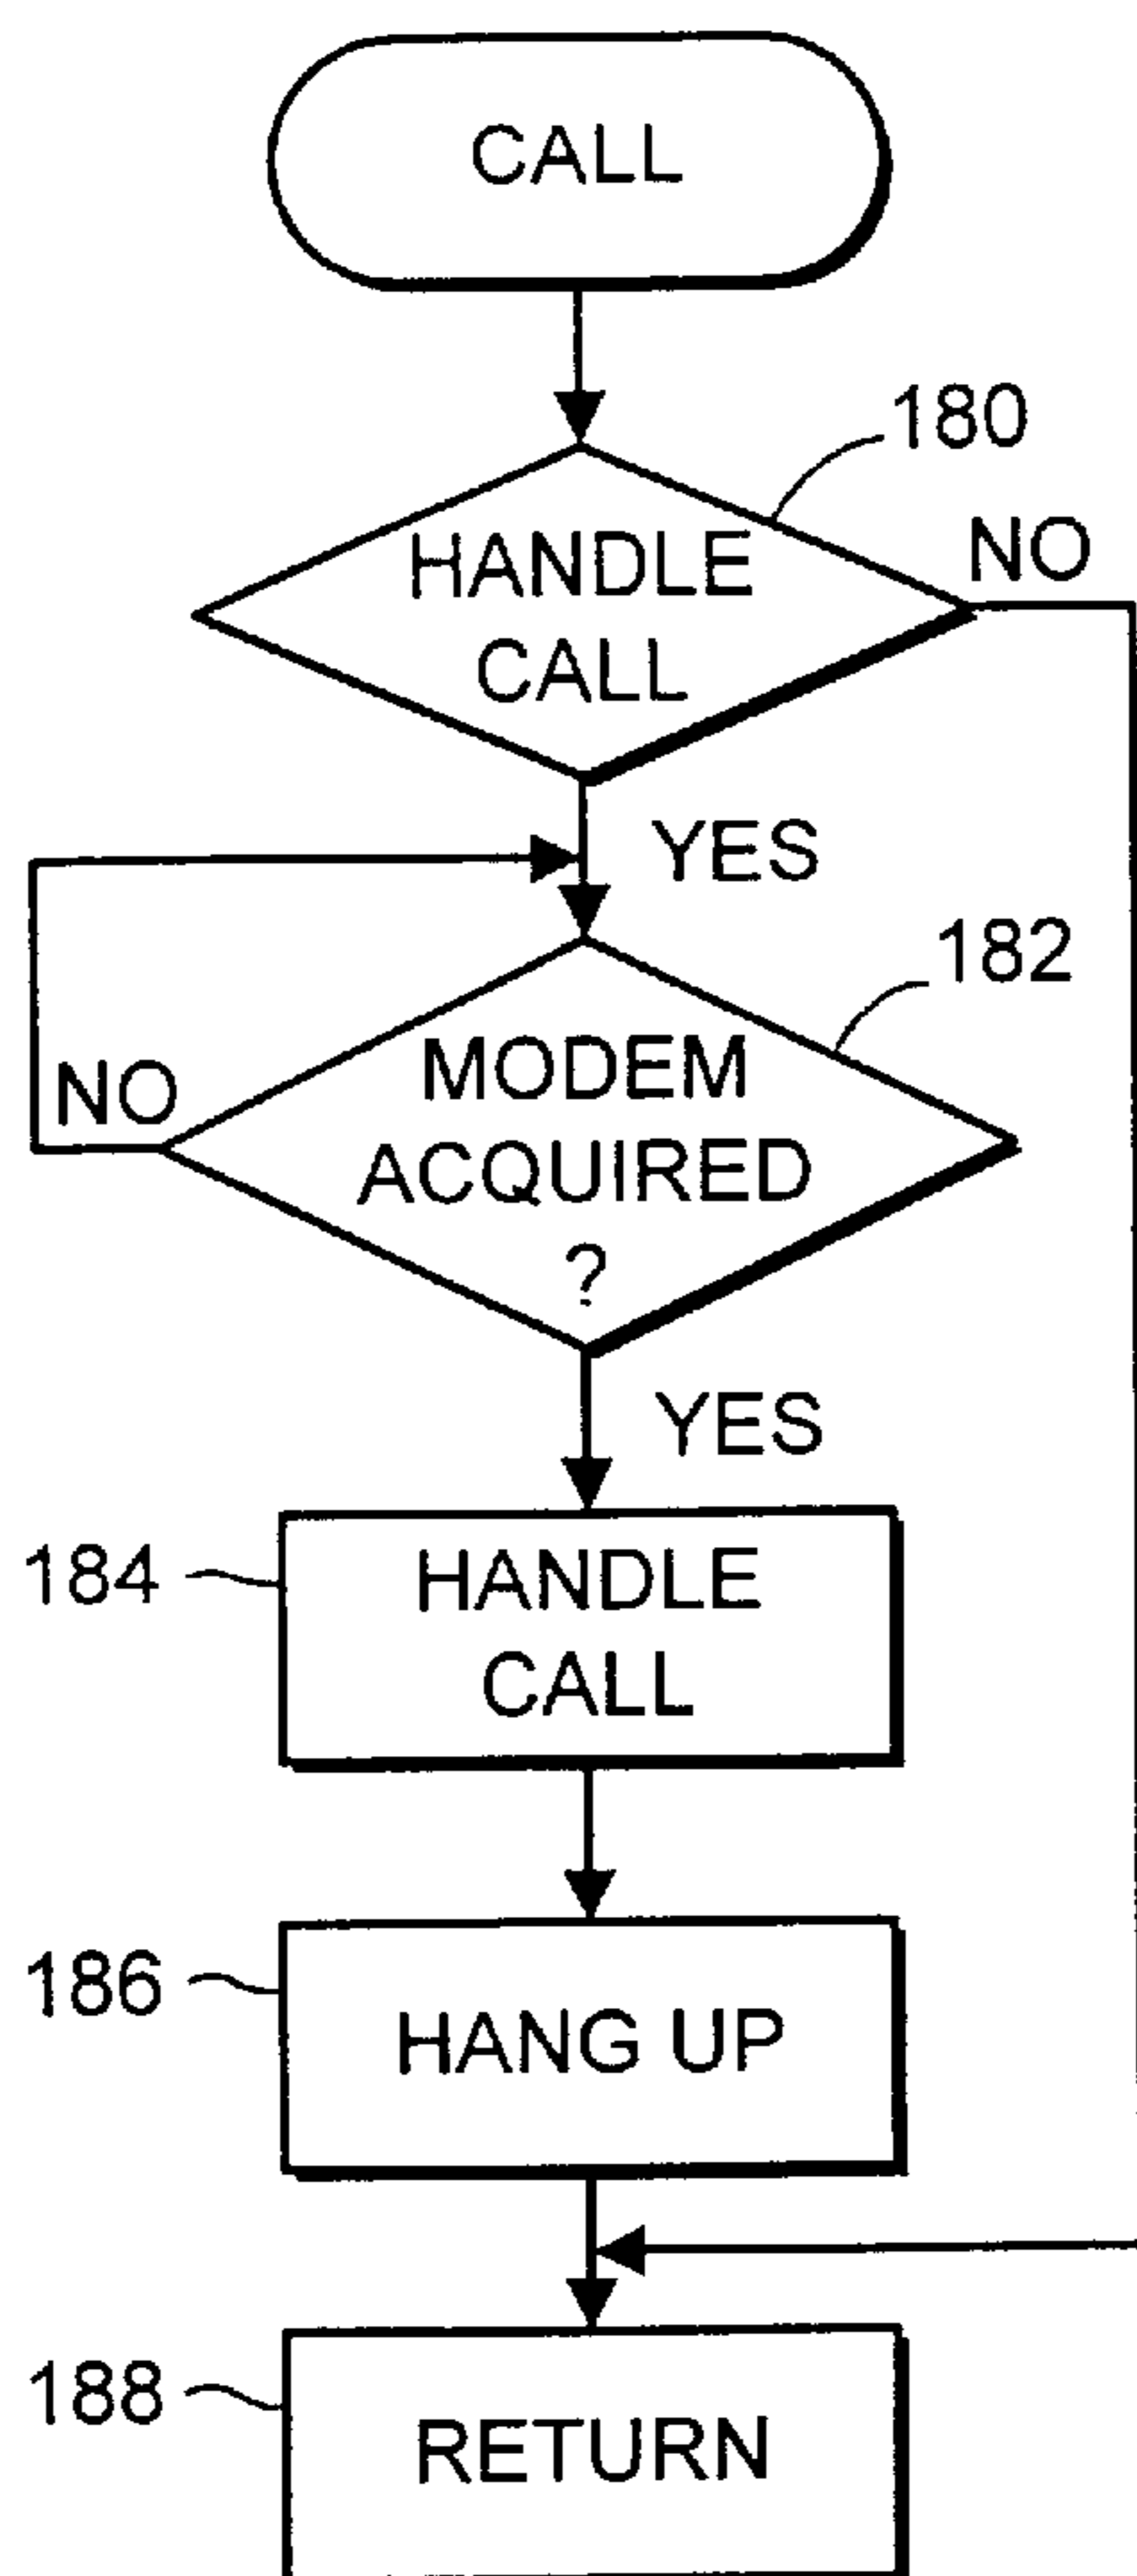 CALL
180
HANDLE
CALL
NO
YES
182
MODEM
ACQUIRED
?
NO
YES
184
HANDLE
CALL
186
HANG UP
188
RETURN